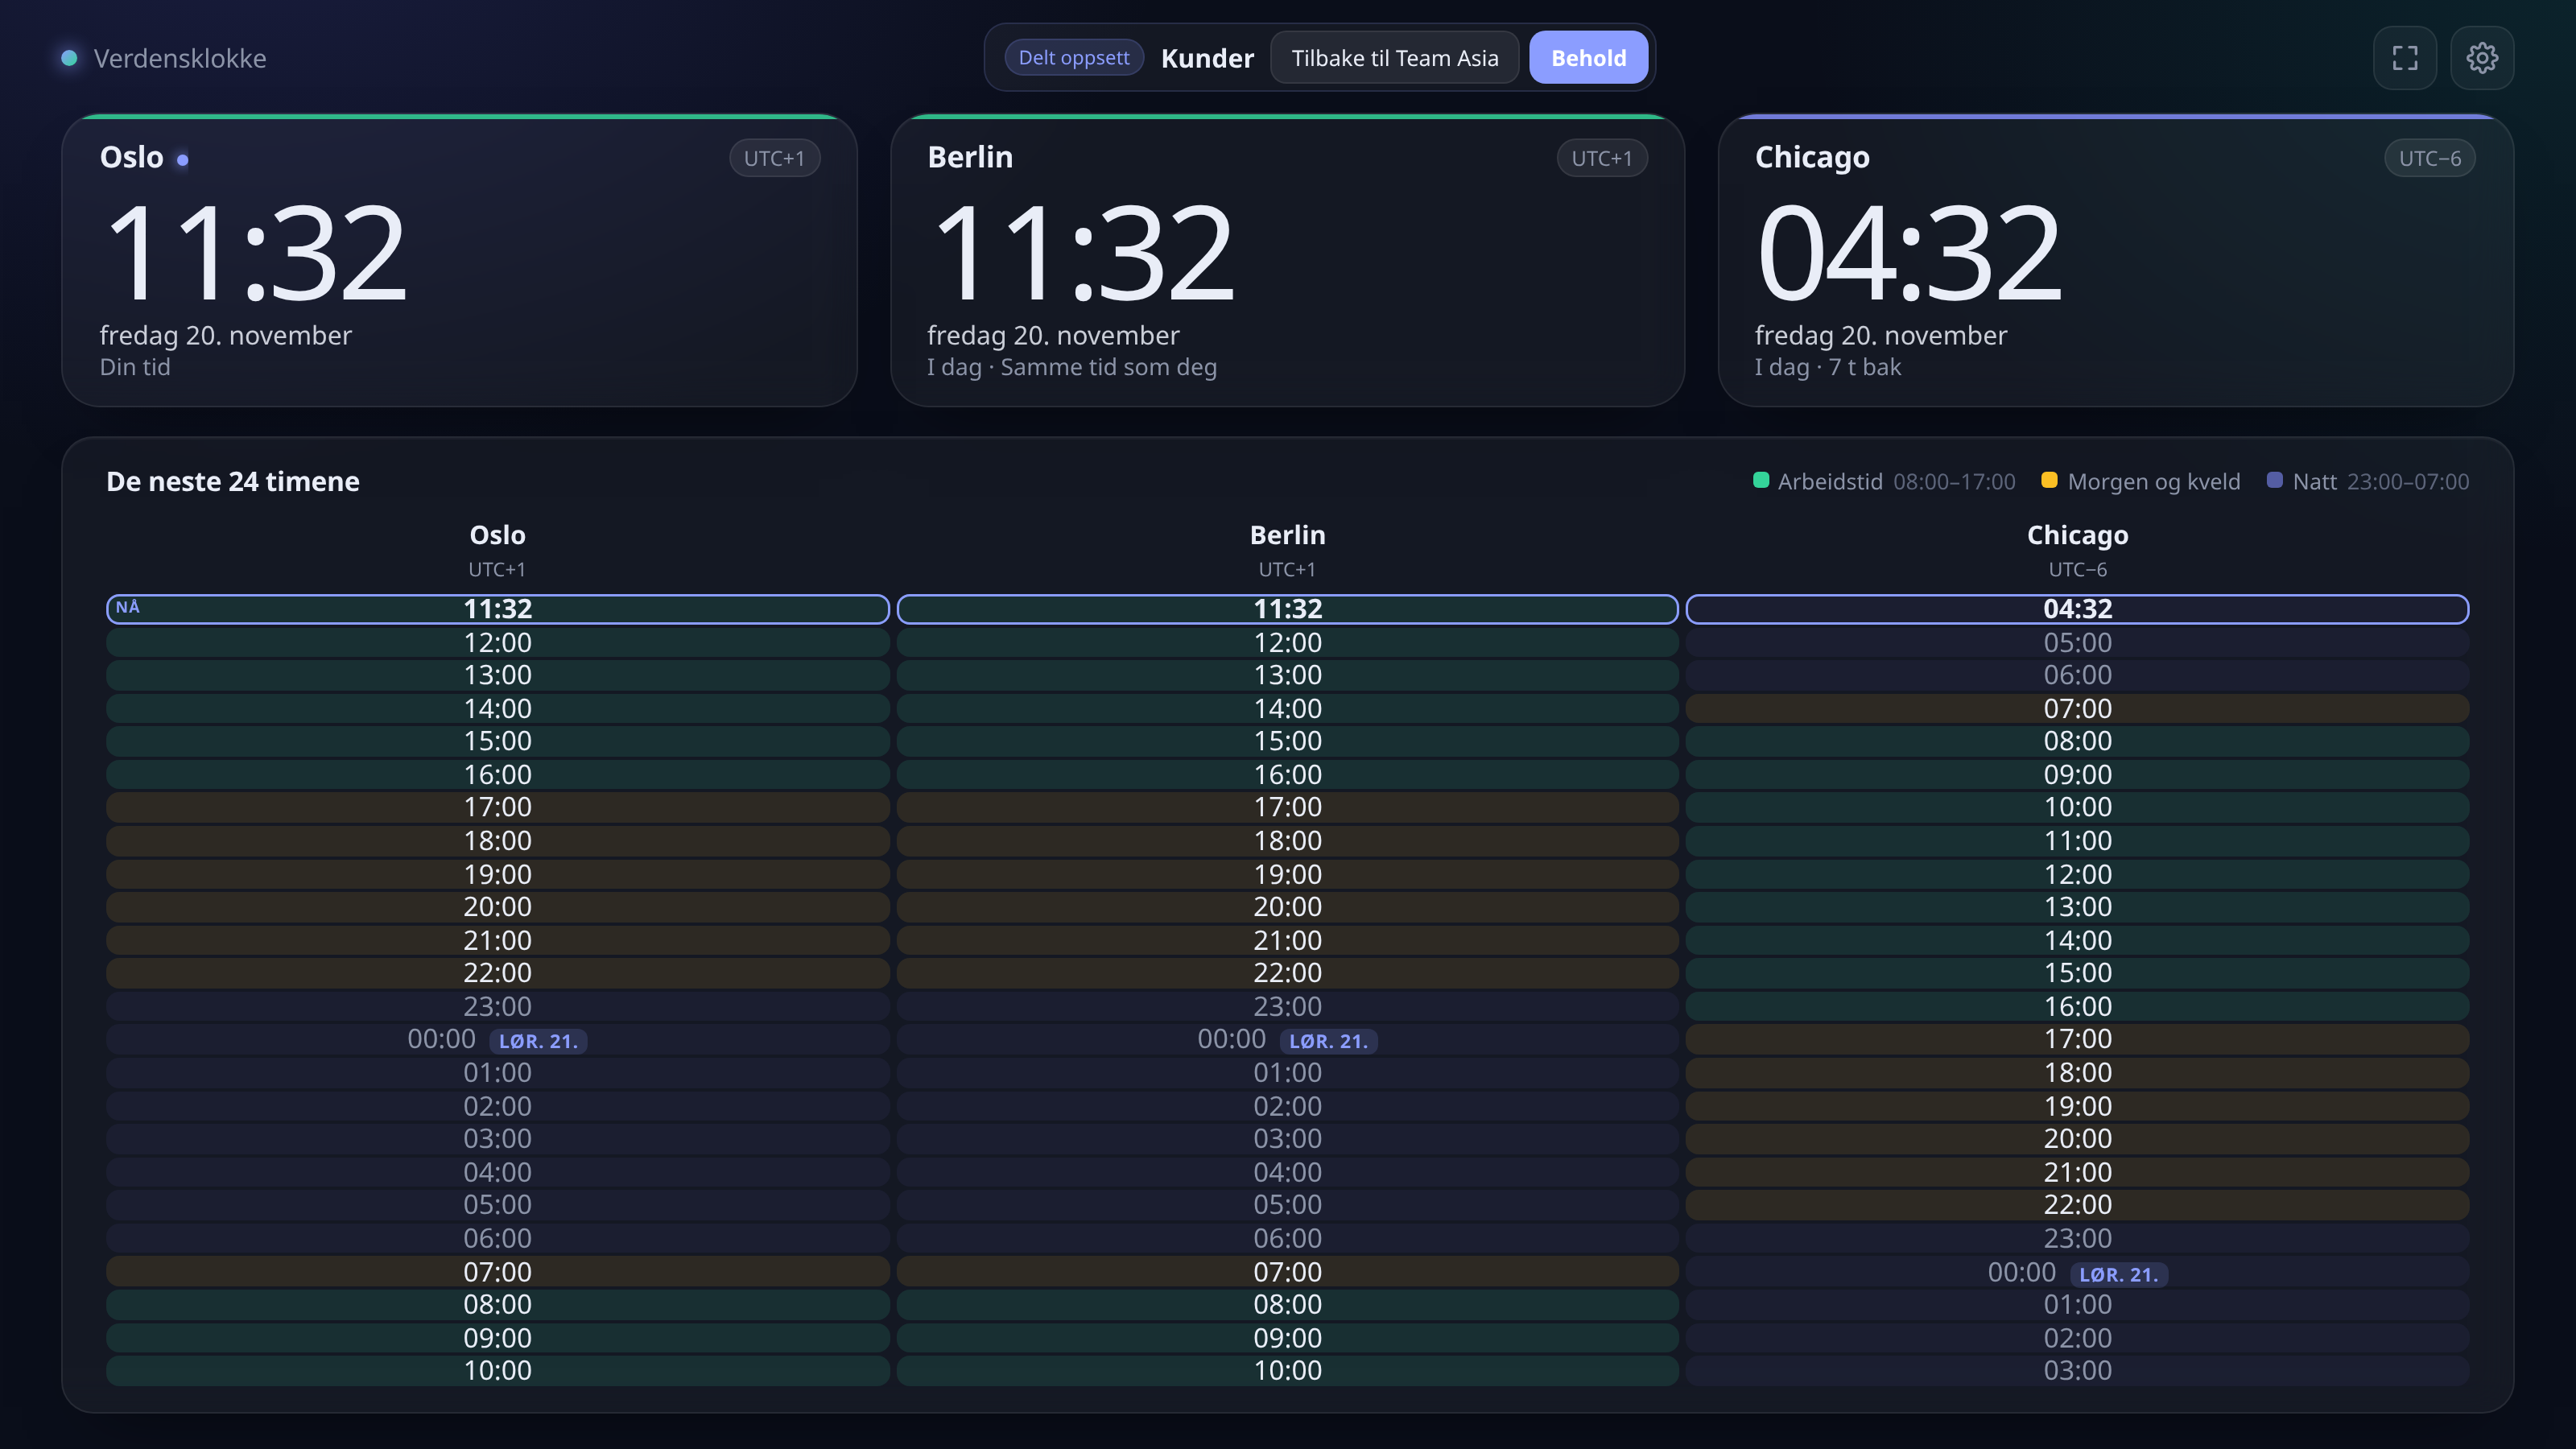 Verdensklokke
Delt oppsett Kunder Tilbake til Team Asia Behold
Oslo UTC+1
11:32
fredag 20. november
Din tid
Berlin UTC+1
11:32
fredag 20. november
I dag · Samme tid som deg
Chicago UTC−6
04:32
fredag 20. november
I dag · 7 t bak
De neste 24 timene
Arbeidstid 08:00–17:00 Morgen og kveld Natt 23:00–07:00
Oslo Berlin Chicago
UTC+1 UTC+1 UTC−6
NÅ 11:32 11:32 04:32
12:00 12:00 05:00
13:00 13:00 06:00
14:00 14:00 07:00
15:00 15:00 08:00
16:00 16:00 09:00
17:00 17:00 10:00
18:00 18:00 11:00
19:00 19:00 12:00
20:00 20:00 13:00
21:00 21:00 14:00
22:00 22:00 15:00
23:00 23:00 16:00
00:00 LØR. 21. 00:00 LØR. 21. 17:00
01:00 01:00 18:00
02:00 02:00 19:00
03:00 03:00 20:00
04:00 04:00 21:00
05:00 05:00 22:00
06:00 06:00 23:00
07:00 07:00 00:00 LØR. 21.
08:00 08:00 01:00
09:00 09:00 02:00
10:00 10:00 03:00